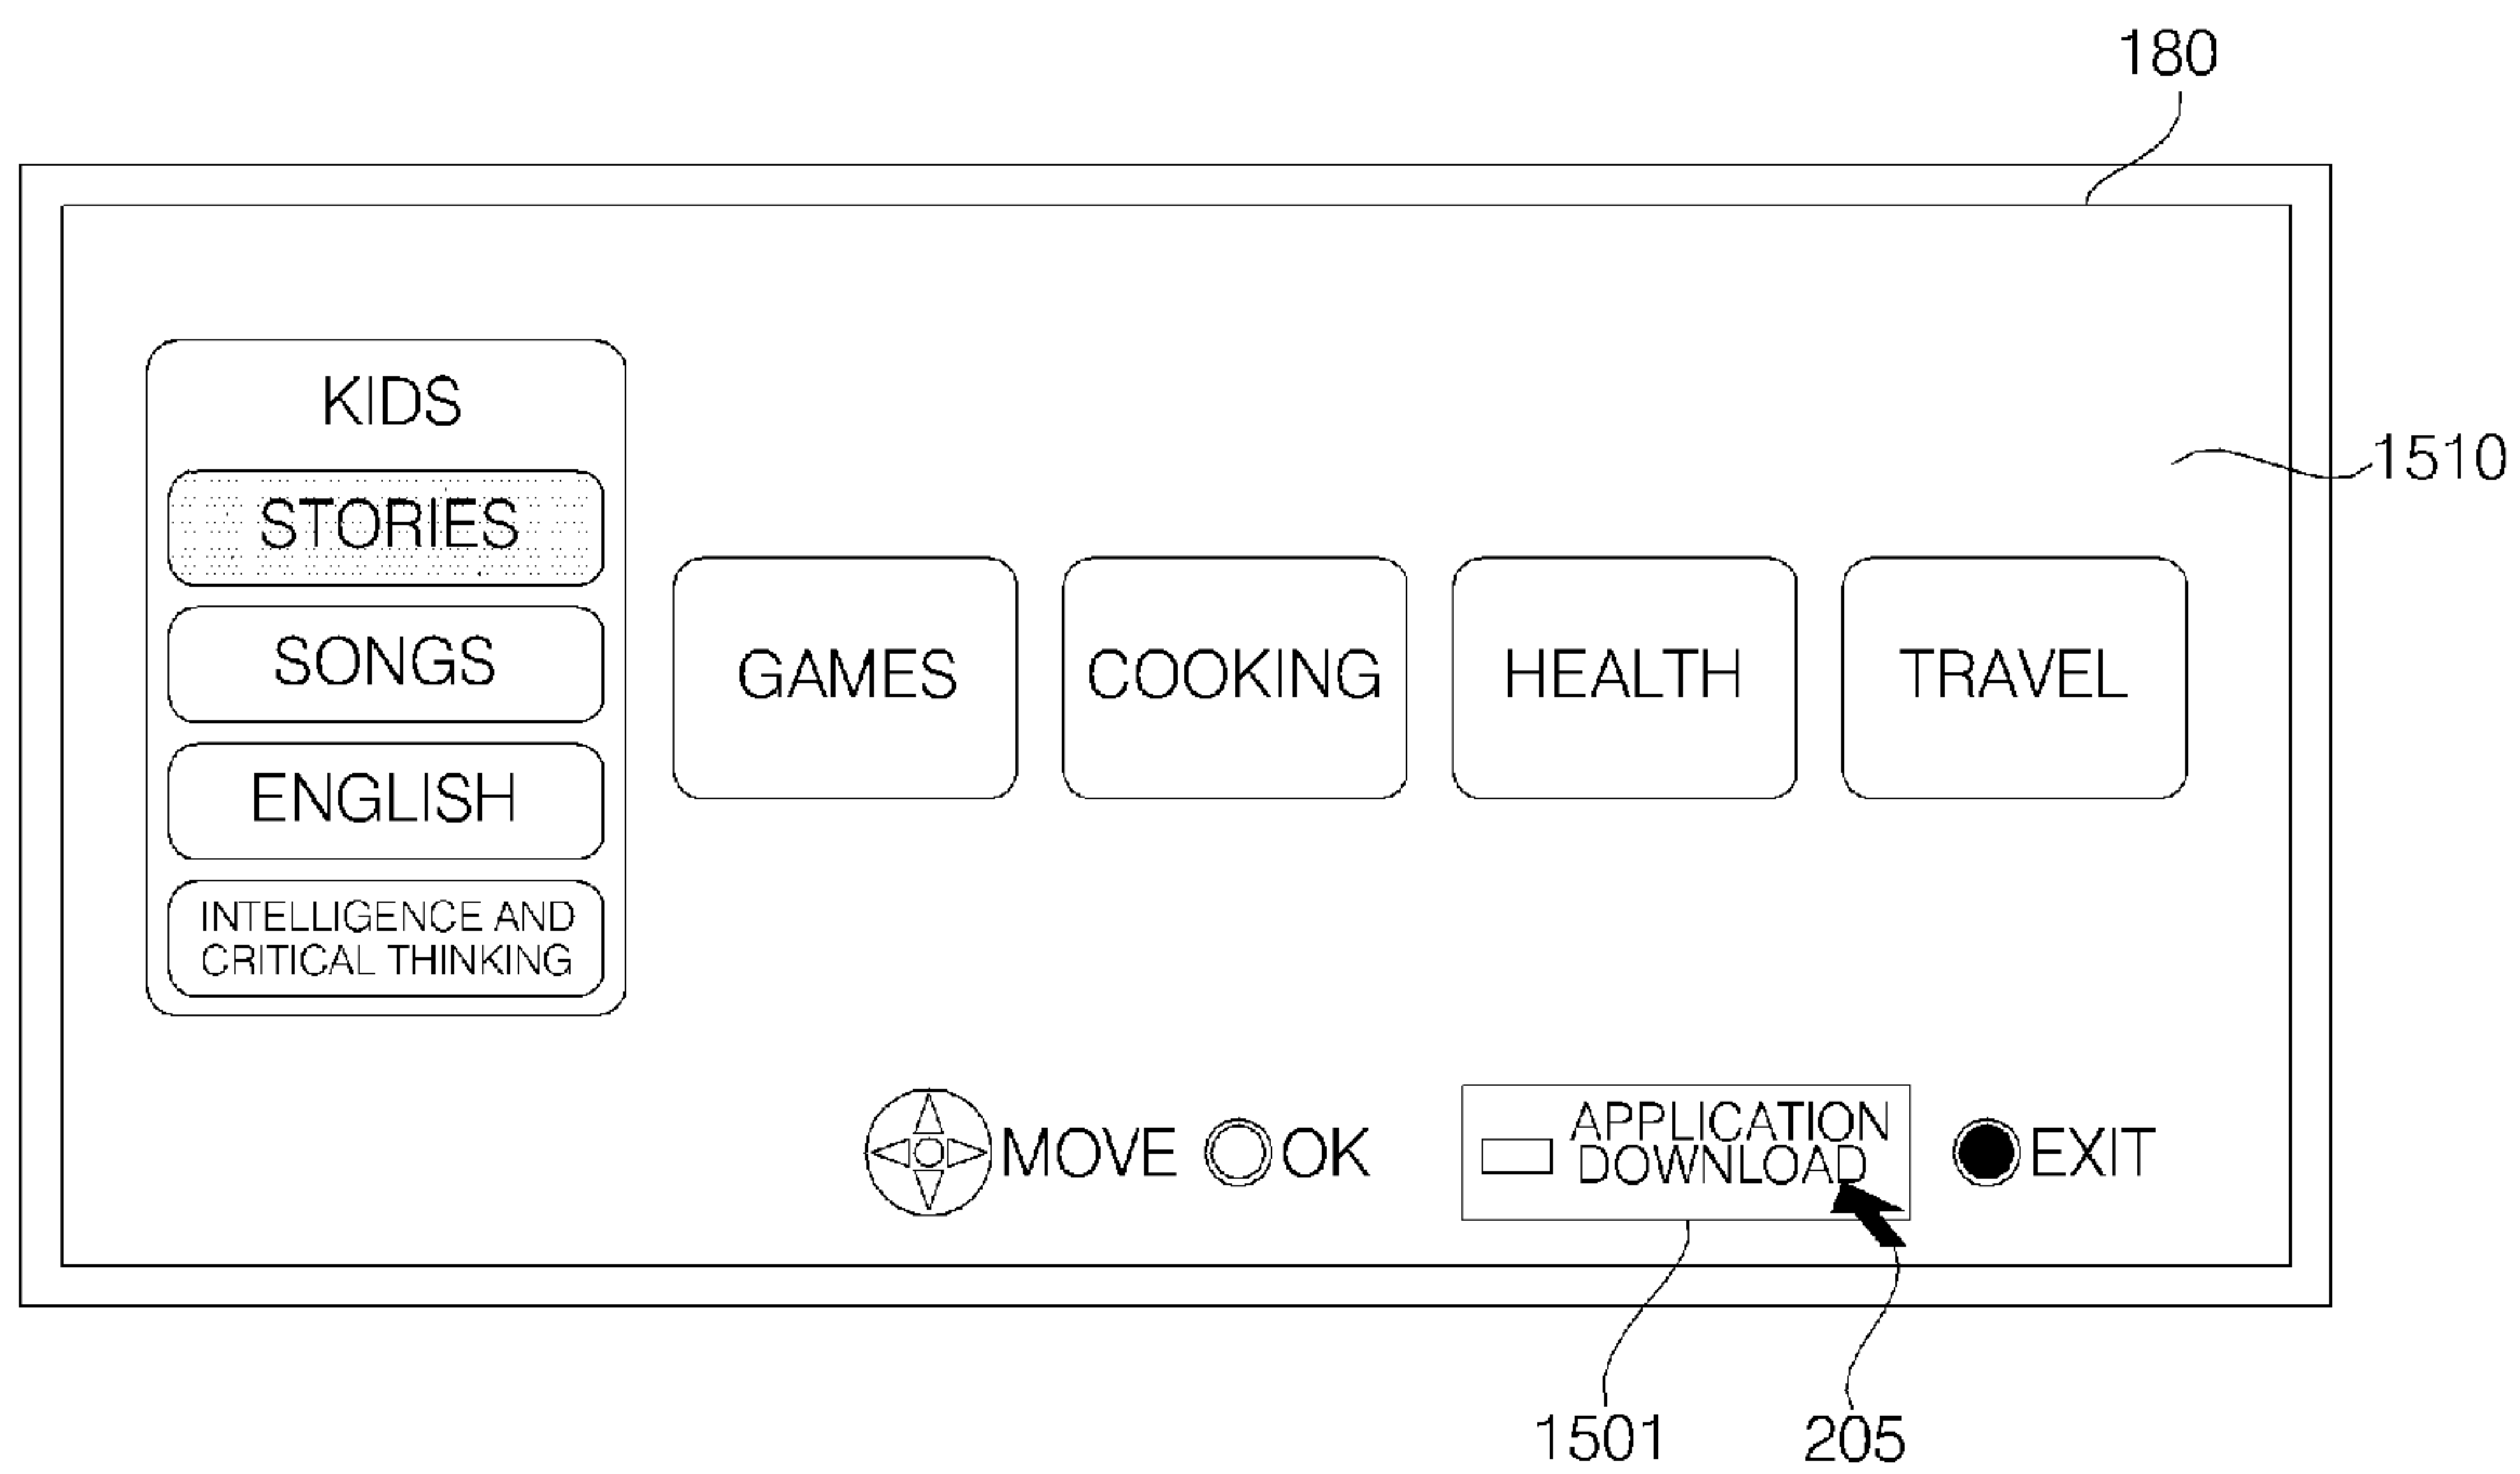 180
KIDS
1510
STORIES
SONGS
GAMES
COOKING
HEALTH
TRAVEL
ENGLISH
INTELLIGENCE AND
CRITICAL THINKING
MOVE
OK
APPLICATION
DOWNLOAD
EXIT
1501
205